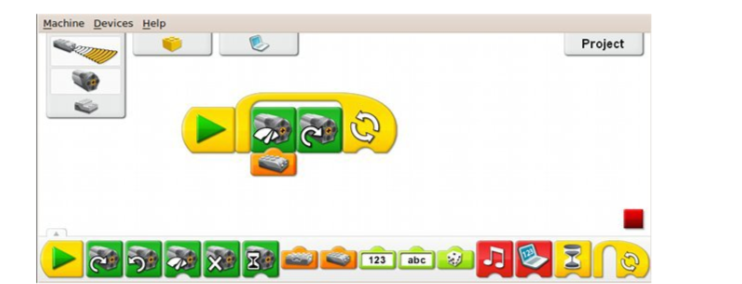 Machine Devices Help
Project
123 abc